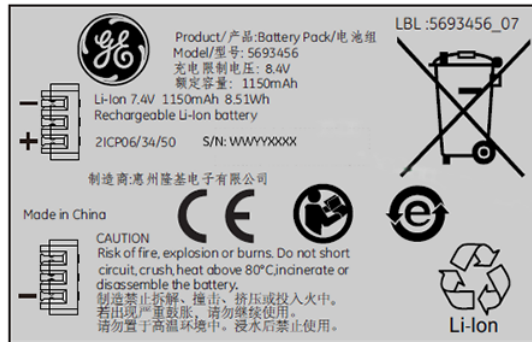 LBL :5693456_07
GE
Product/产品:Battery Pack/电池组
Model/型号: 5693456
充电限制电压: 8.4V
额定容量: 1150mAh
Li-Ion 7.4V 1150mAh 8.51Wh
Rechargeable Li-Ion battery
2ICP06/34/50 S/N: WWYYXXXX
制造商:惠州隆基电子有限公司
Made in China
CE
e
CAUTION
Risk of fire, explosion or burns. Do not short
circuit, crush, heat above 80°C,incinerate or
disassemble the battery.
制造禁止拆解、撞击、挤压或投入火中。
若出现严重鼓胀，请勿继续使用。
请勿置于高温环境中。浸水后禁止使用。
Li-Ion